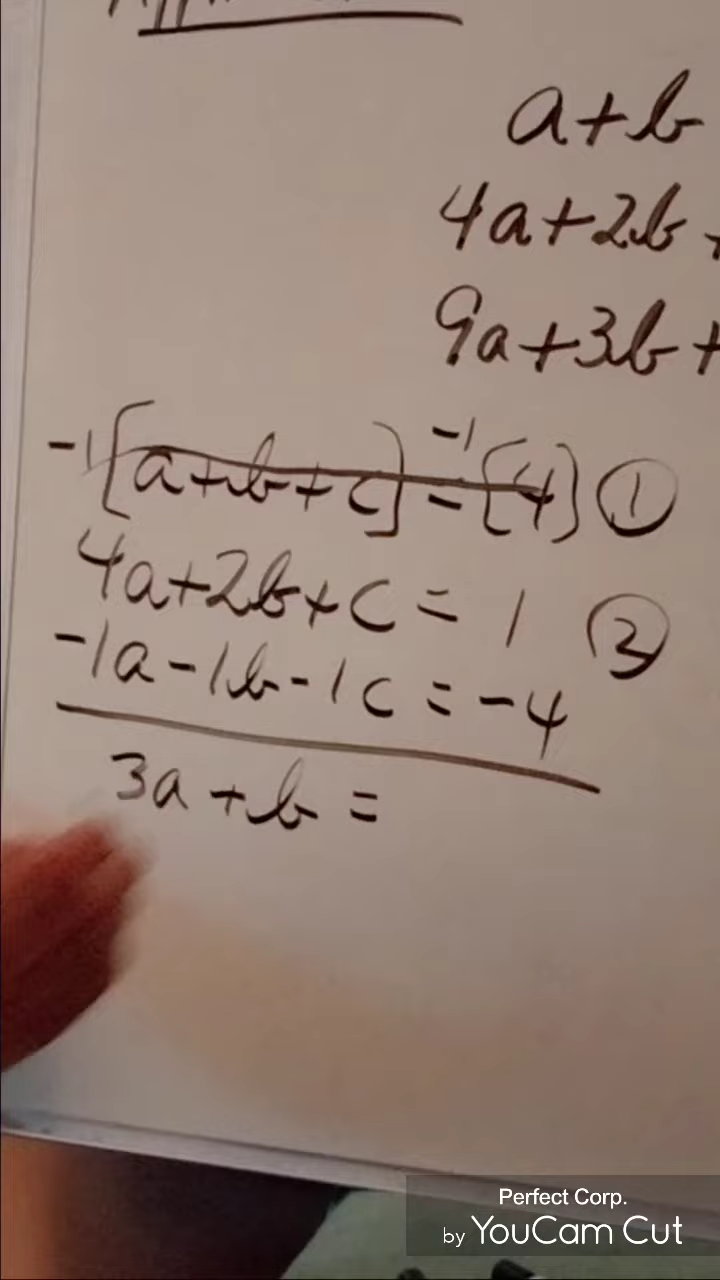 a+b
4a+2b+
9a+3b+
-1[a+b+c] = -1[4] ①
4a+2b+c = 1 ②
-1a-1b-1c = -4
3a+b =
Perfect Corp.
by YouCam Cut